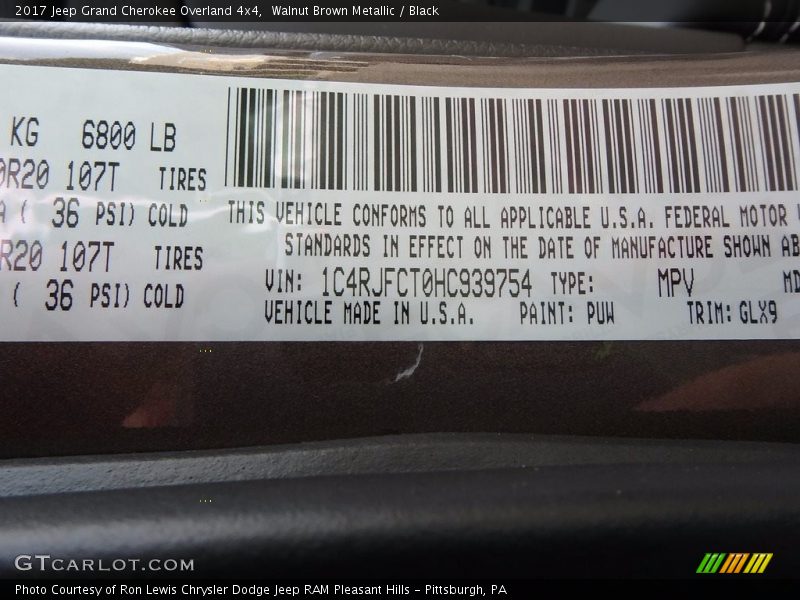 2017 Jeep Grand Cherokee Overland 4x4, Walnut Brown Metallic / Black
KG 6800 LB
R20 107T TIRES
( 36 PSI) COLD
R20 107T TIRES
( 36 PSI) COLD
THIS VEHICLE CONFORMS TO ALL APPLICABLE U.S.A. FEDERAL MOTOR
STANDARDS IN EFFECT ON THE DATE OF MANUFACTURE SHOWN AB
VIN: 1C4RJFCT0HC939754 TYPE: MPV MD
VEHICLE MADE IN U.S.A. PAINT: PUW TRIM: GLX9
GTCARLOT.COM
Photo Courtesy of Ron Lewis Chrysler Dodge Jeep RAM Pleasant Hills - Pittsburgh, PA